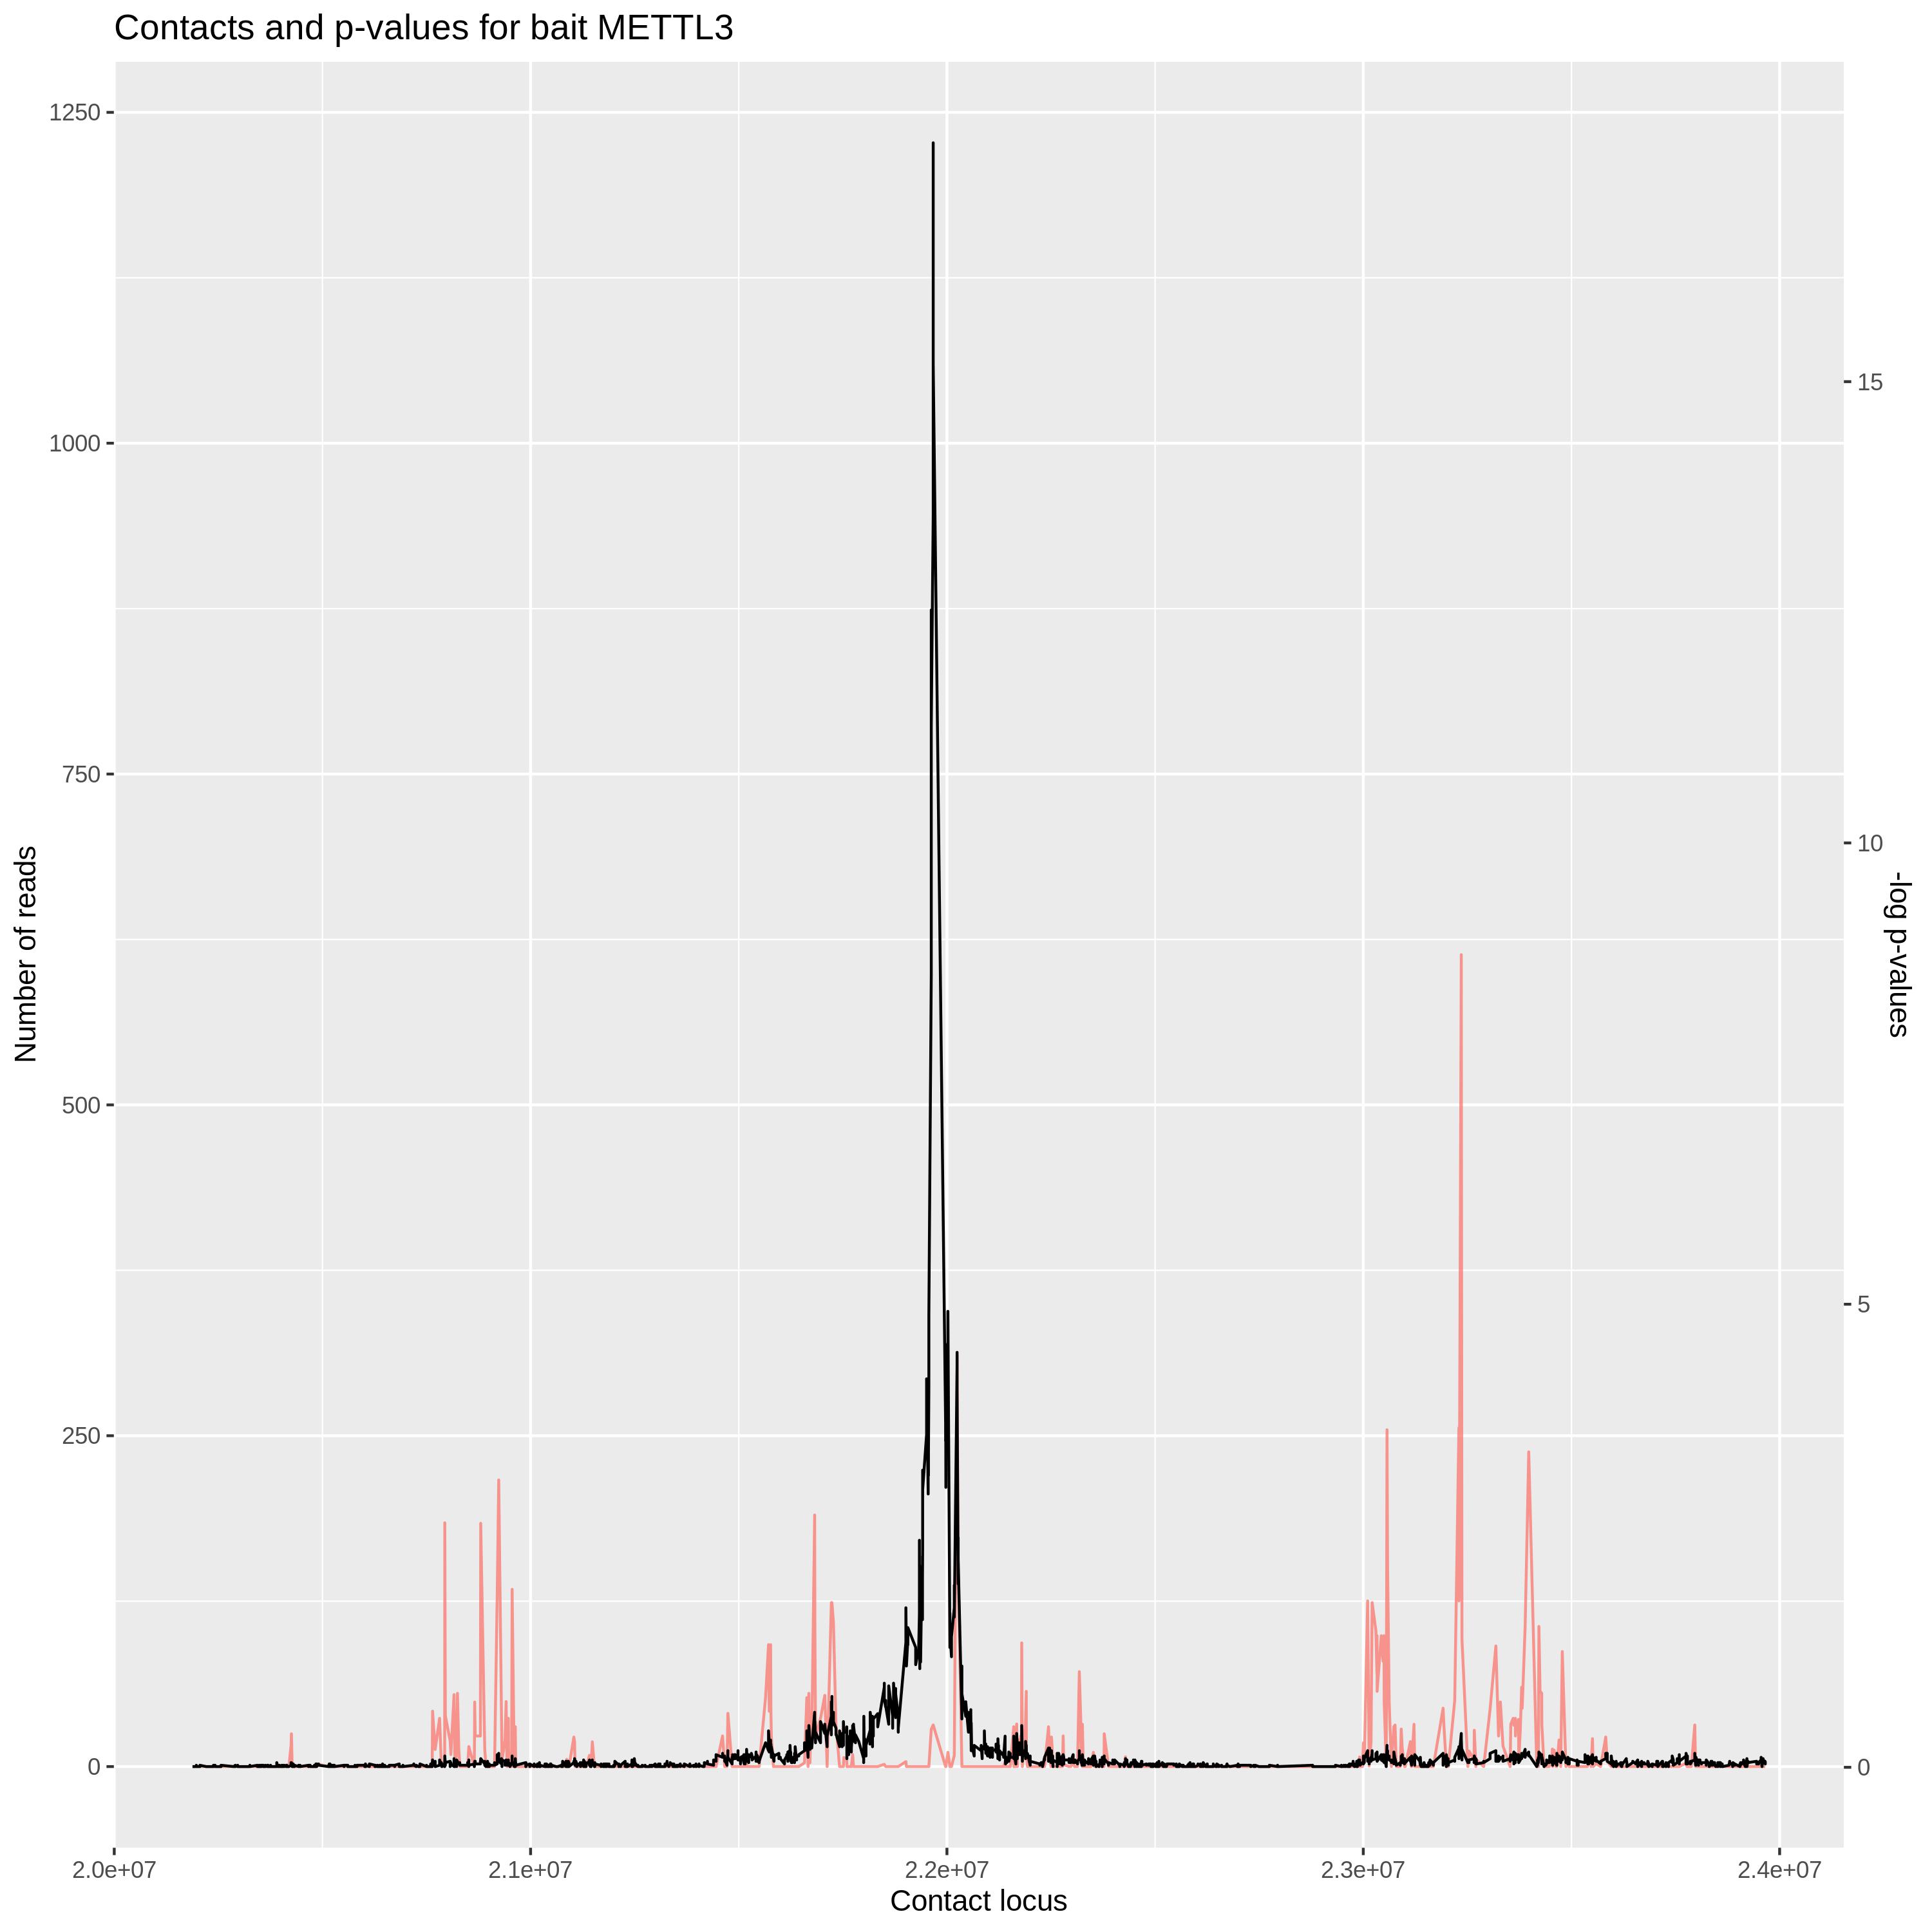 Contacts and p-values for bait METTL3
1250
1000
750
500
250
0
Number of reads
15
10
5
0
-log p-values
2.0e+07
2.1e+07
2.2e+07
2.3e+07
2.4e+07
Contact locus